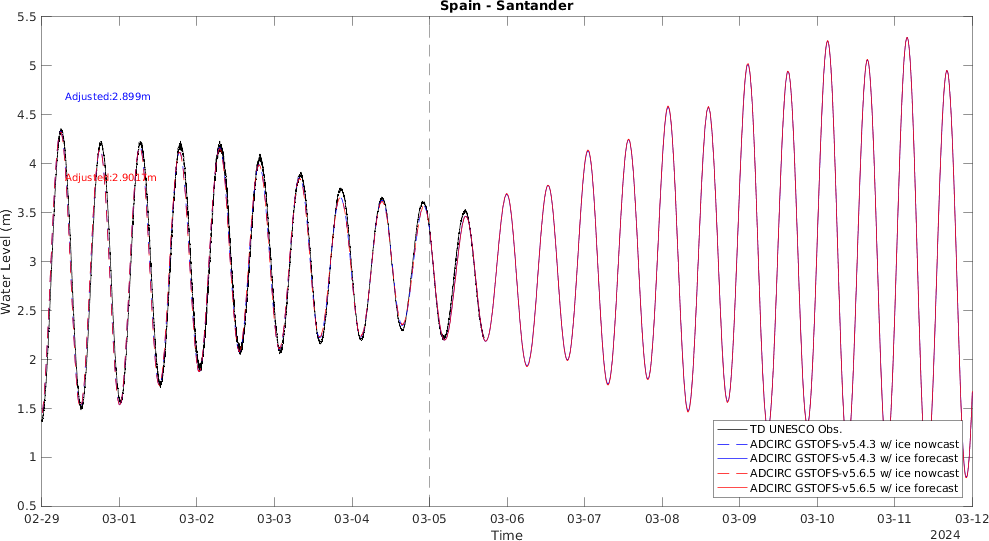 Spain - Santander
5.5
5
4.5
4
3.5
3
2.5
2
1.5
1
0.5
Water Level (m)
Adjusted:2.899m
Adjusted:2.9017m
TD UNESCO Obs.
ADCIRC GSTOFS-v5.4.3 w/ ice nowcast
ADCIRC GSTOFS-v5.4.3 w/ ice forecast
ADCIRC GSTOFS-v5.6.5 w/ ice nowcast
ADCIRC GSTOFS-v5.6.5 w/ ice forecast
02-29 03-01 03-02 03-03 03-04 03-05 03-06 03-07 03-08 03-09 03-10 03-11 03-12
Time
2024